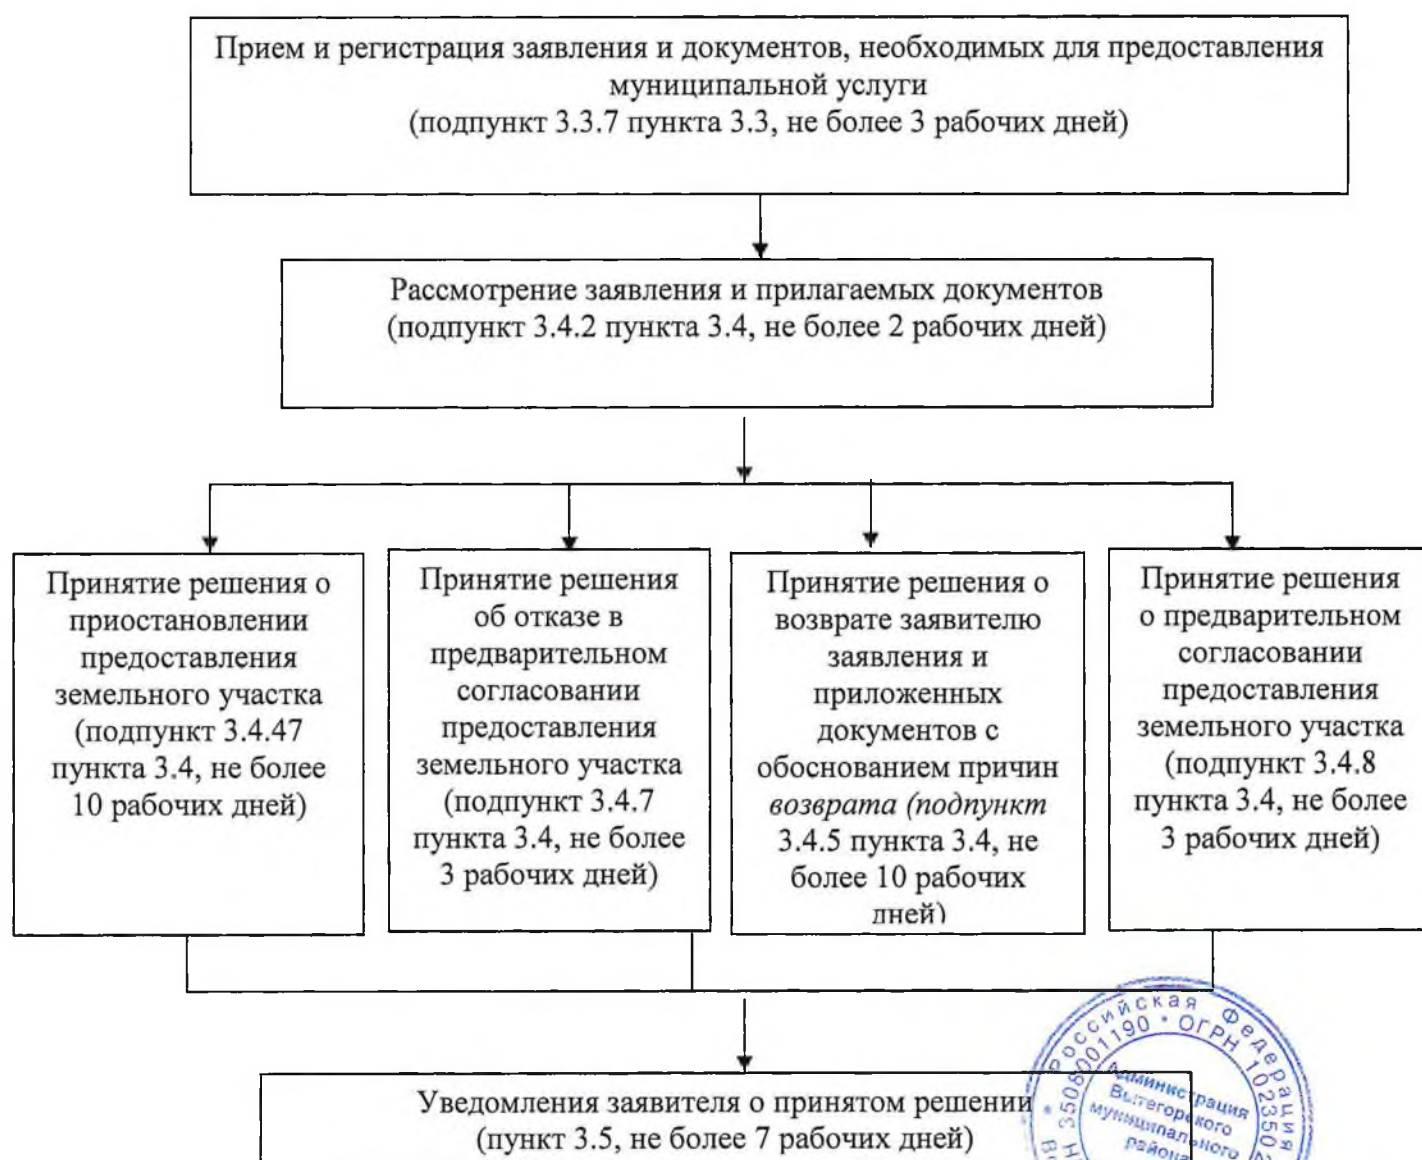 Прием и регистрация заявления и документов, необходимых для предоставления
муниципальной услуги
(подпункт 3.3.7 пункта 3.3, не более 3 рабочих дней)
Рассмотрение заявления и прилагаемых документов
(подпункт 3.4.2 пункта 3.4, не более 2 рабочих дней)
Принятие решения о
приостановлении
предоставления
земельного участка
(подпункт 3.4.47
пункта 3.4, не более
10 рабочих дней)
Принятие решения
об отказе в
предварительном
согласовании
предоставления
земельного участка
(подпункт 3.4.7
пункта 3.4, не более
3 рабочих дней)
Принятие решения о
возврате заявителю
заявления и
приложенных
документов с
обоснованием причин
возврата (подпункт
3.4.5 пункта 3.4, не
более 10 рабочих
дней)
Принятие решения
о предварительном
согласовании
предоставления
земельного участка
(подпункт 3.4.8
пункта 3.4, не более
3 рабочих дней)
Уведомления заявителя о принятом решении
(пункт 3.5, не более 7 рабочих дней)
Российская Федерация
3508001190 * ОГРН 102350
Администрация
Вытегорского
муниципального
района